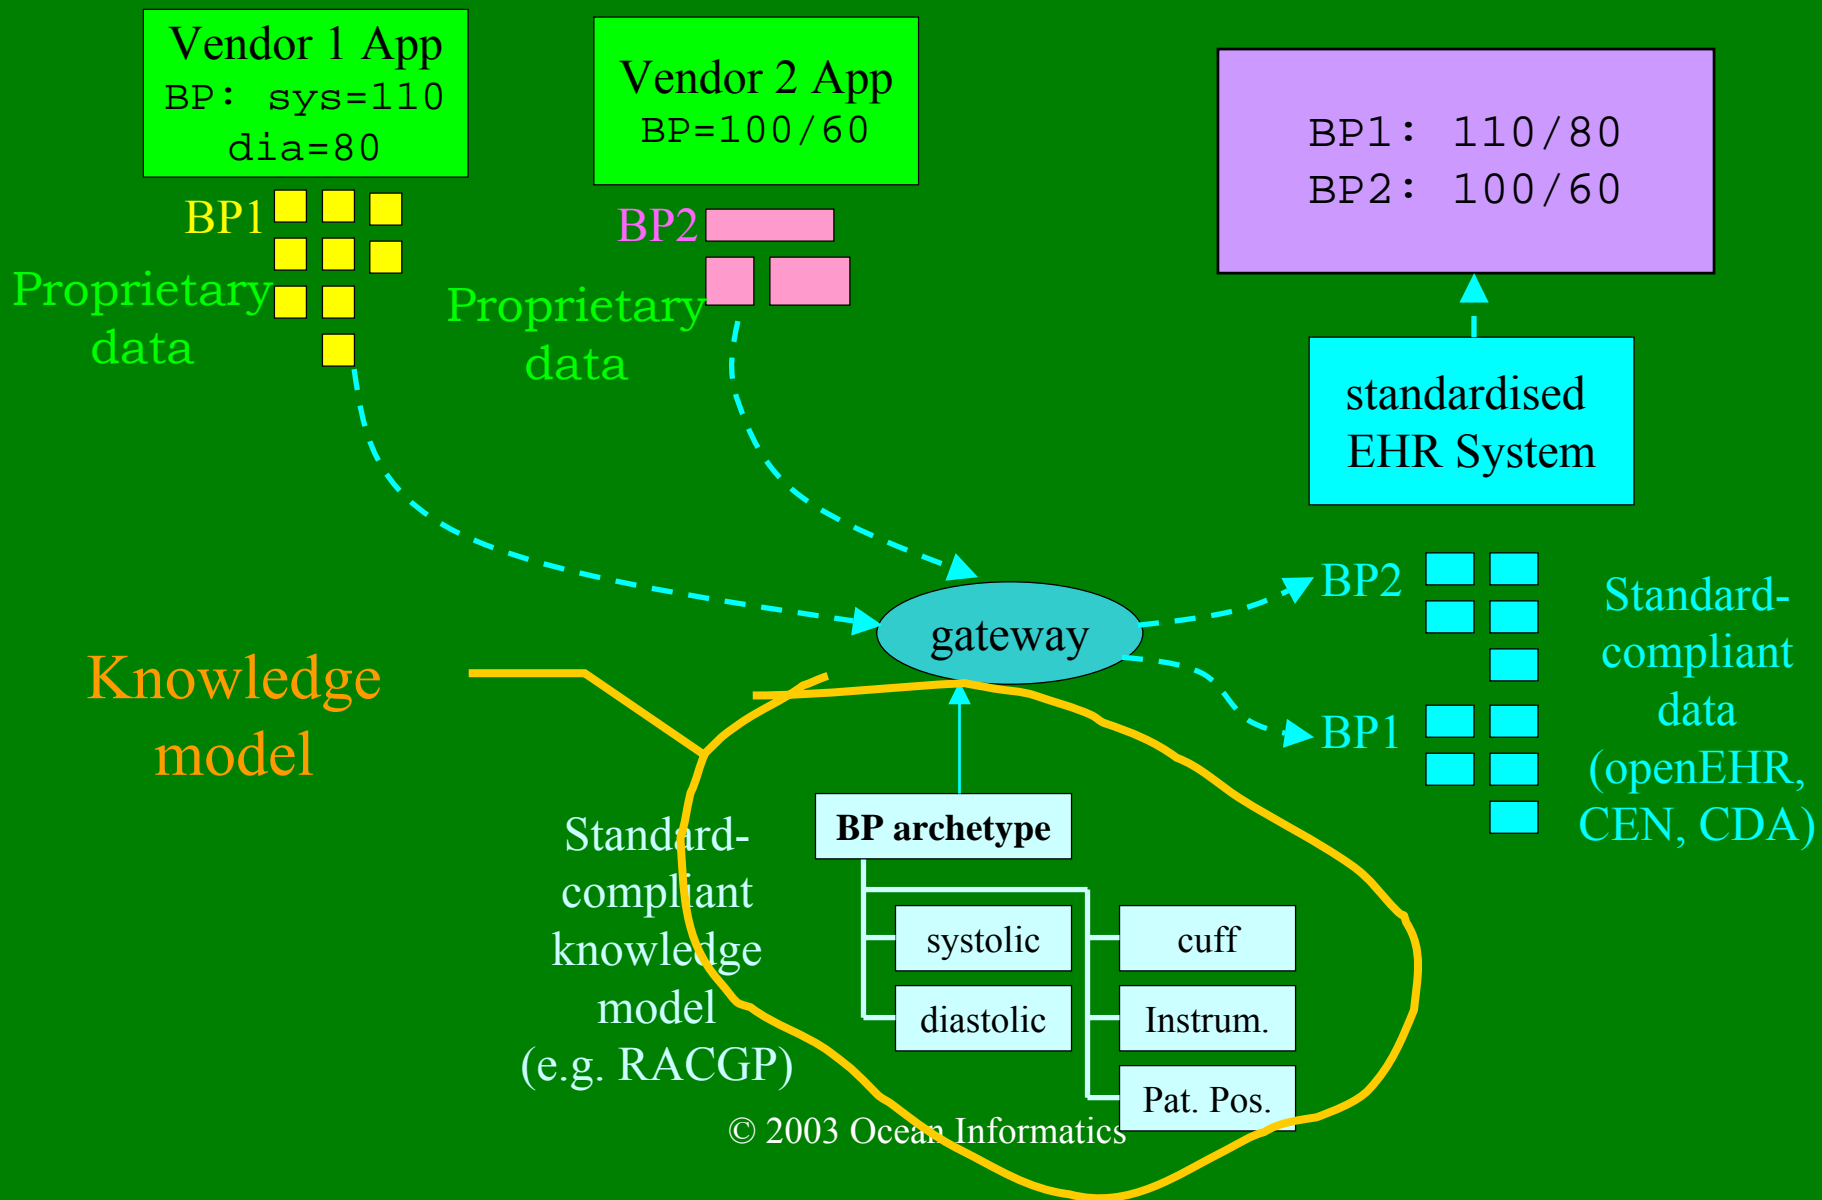 Vendor 1 App
BP: sys=110
dia=80
Vendor 2 App
BP=100/60
BP1: 110/80
BP2: 100/60
BP1
Proprietary
data
BP2
Proprietary
data
standardised
EHR System
gateway
BP2
BP1
Standard-
compliant
data
(openEHR,
CEN, CDA)
Knowledge
model
Standard-
compliant
knowledge
model
(e.g. RACGP)
BP archetype
systolic
diastolic
cuff
Instrum.
Pat. Pos.
© 2003 Ocean Informatics